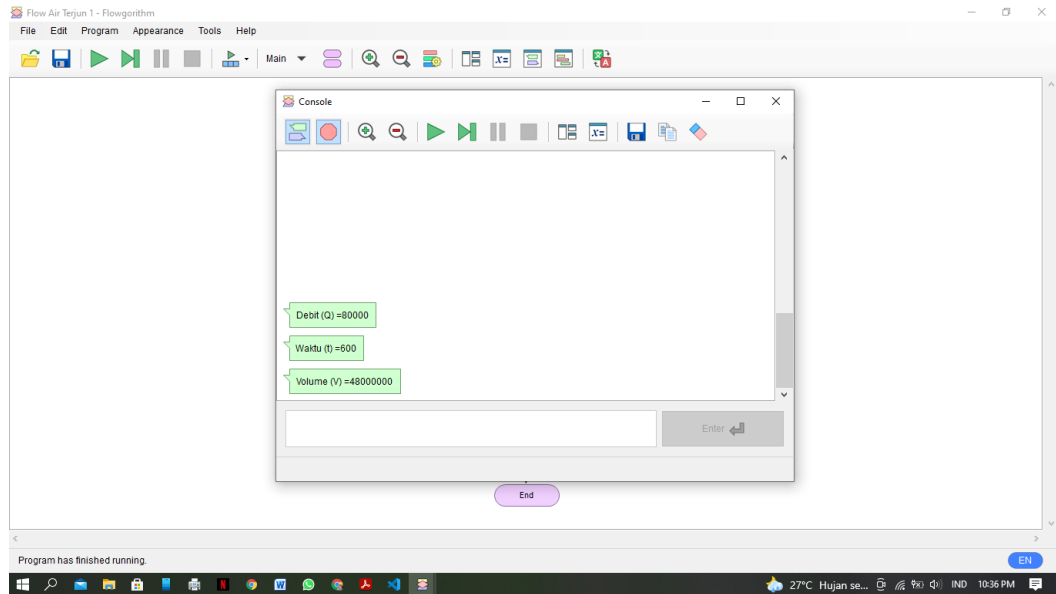 Flow Air Terjun 1 - Flowgorithm
File Edit Program Appearance Tools Help
Main
Console
Debit (Q) =80000
Waktu (t) =600
Volume (V) =48000000
Enter
End
Program has finished running.
EN
27°C Hujan se... IND 10:36 PM